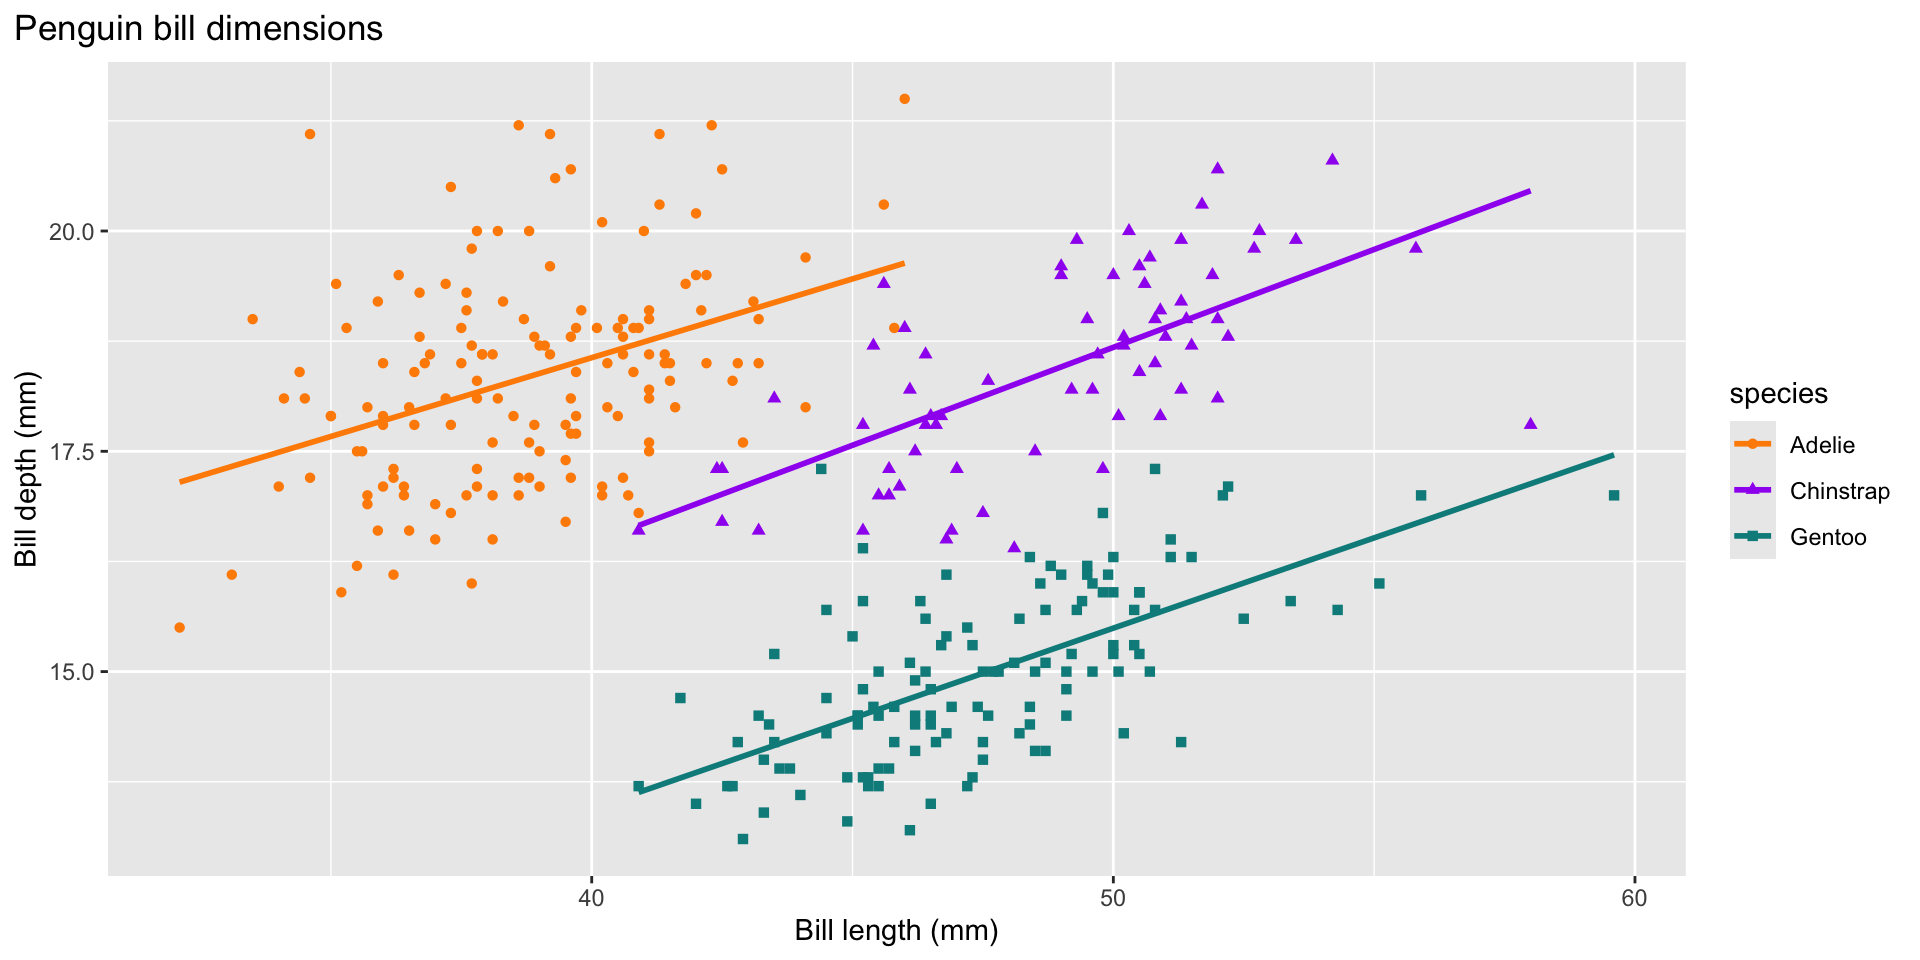 Penguin bill dimensions
20.0
17.5
15.0
Bill depth (mm)
40
50
60
Bill length (mm)
species
Adelie
Chinstrap
Gentoo